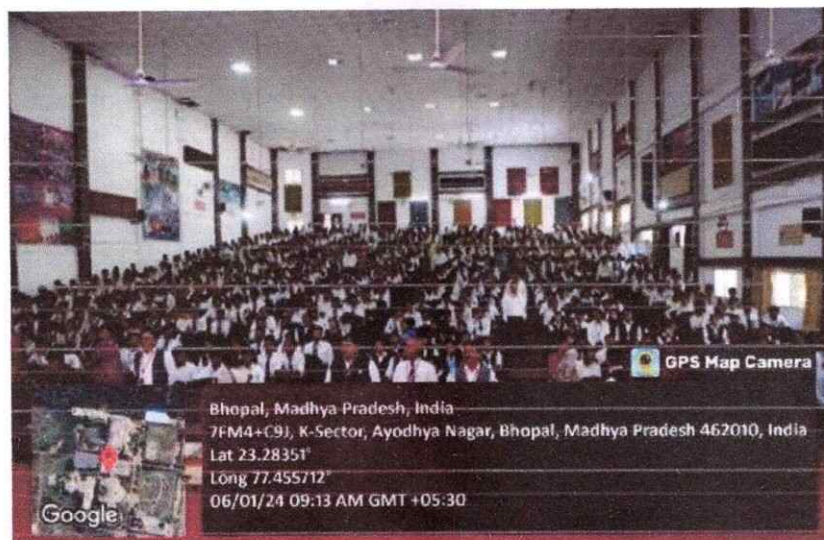 GPS Map Camera
Bhopal, Madhya Pradesh, India
7FM4+C9J, K-Sector, Ayodhya Nagar, Bhopal, Madhya Pradesh 462010, India
Lat 23.28351°
Long 77.455712°
06/01/24 09:13 AM GMT +05:30
Google